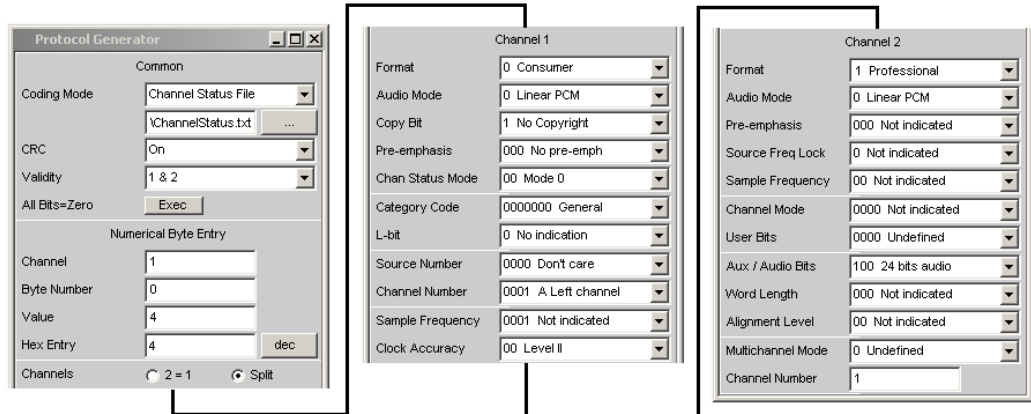 Protocol Generator
Common
Coding Mode Channel Status File
\ChannelStatus.txt ...
CRC On
Validity 1 & 2
All Bits=Zero Exec
Numerical Byte Entry
Channel 1
Byte Number 0
Value 4
Hex Entry 4 dec
Channels 2 = 1 Split
Channel 1
Format 0 Consumer
Audio Mode 0 Linear PCM
Copy Bit 1 No Copyright
Pre-emphasis 000 No pre-emph
Chan Status Mode 00 Mode 0
Category Code 0000000 General
L-bit 0 No indication
Source Number 0000 Don't care
Channel Number 0001 A Left channel
Sample Frequency 0001 Not indicated
Clock Accuracy 00 Level II
Channel 2
Format 1 Professional
Audio Mode 0 Linear PCM
Pre-emphasis 000 Not indicated
Source Freq Lock 0 Not indicated
Sample Frequency 00 Not indicated
Channel Mode 0000 Not indicated
User Bits 0000 Undefined
Aux / Audio Bits 100 24 bits audio
Word Length 000 Not indicated
Alignment Level 00 Not indicated
Multichannel Mode 0 Undefined
Channel Number 1